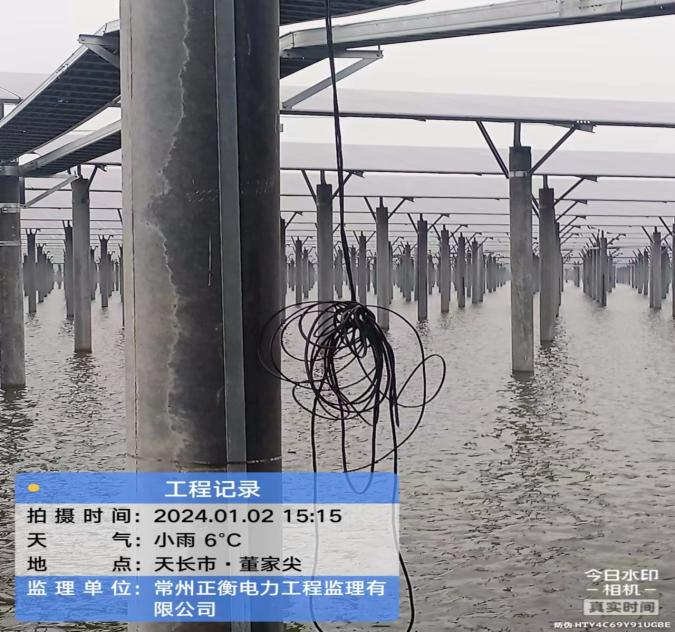 工程记录
拍摄时间：2024.01.02 15:15
天 气：小雨 6°C
地 点：天长市·董家尖
监理单位：常州正衡电力工程监理有
限公司
今日水印
相机
真实时间
防伪 HTY4C69Y91UGBE